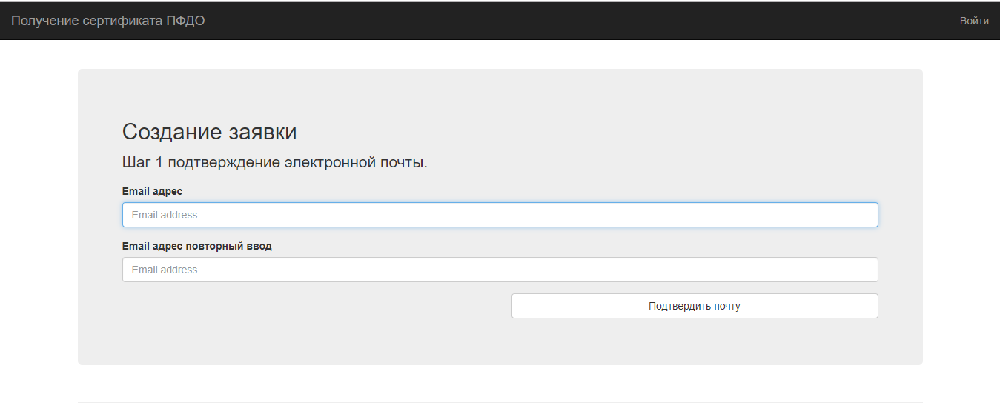 Получение сертификата ПФДО
Войти
Создание заявки
Шаг 1 подтверждение электронной почты.
Email адрес
Email address
Email адрес повторный ввод
Email address
Подтвердить почту